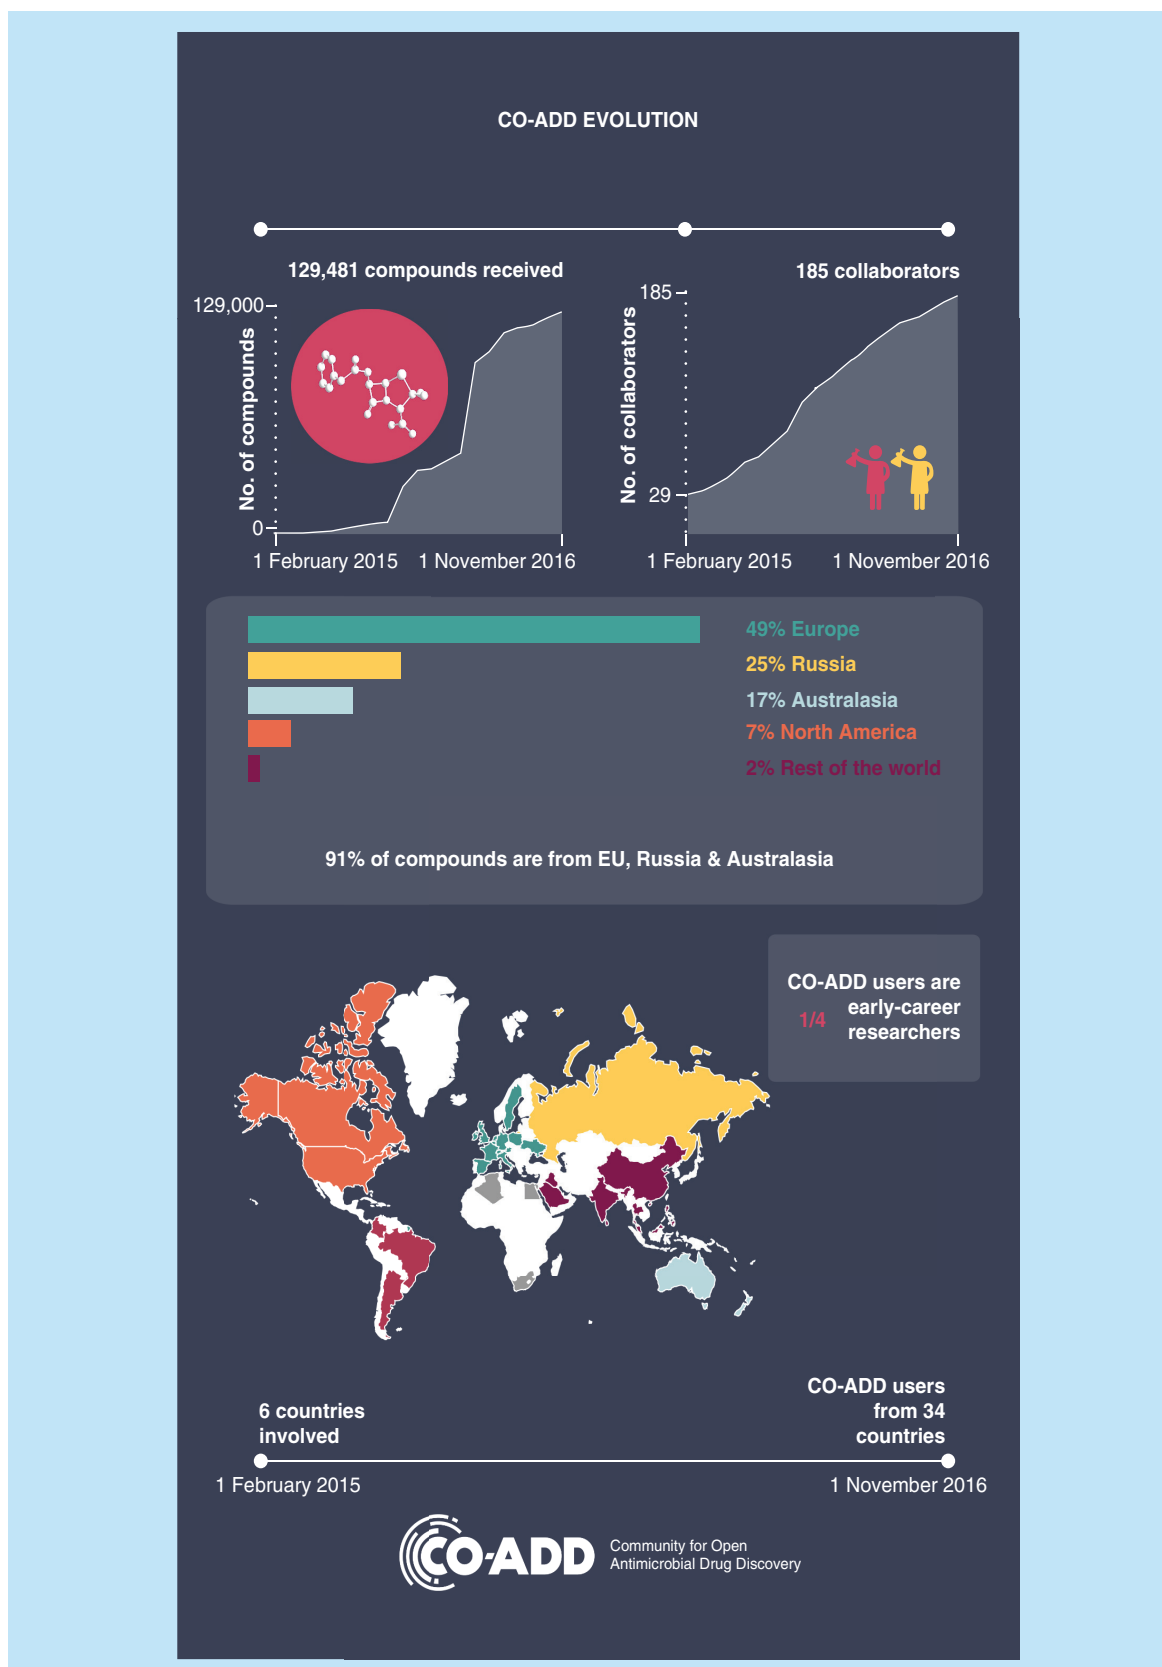 CO-ADD EVOLUTION
129,481 compounds received
129,000
No. of compounds
0
1 February 2015
1 November 2016
185 collaborators
185
No. of collaborators
29
1 February 2015
1 November 2016
49% Europe
25% Russia
17% Australasia
7% North America
2% Rest of the world
91% of compounds are from EU, Russia & Australasia
CO-ADD users are
1/4 early-career
researchers
6 countries
involved
CO-ADD users
from 34
countries
1 February 2015
1 November 2016
CO-ADD
Community for Open
Antimicrobial Drug Discovery